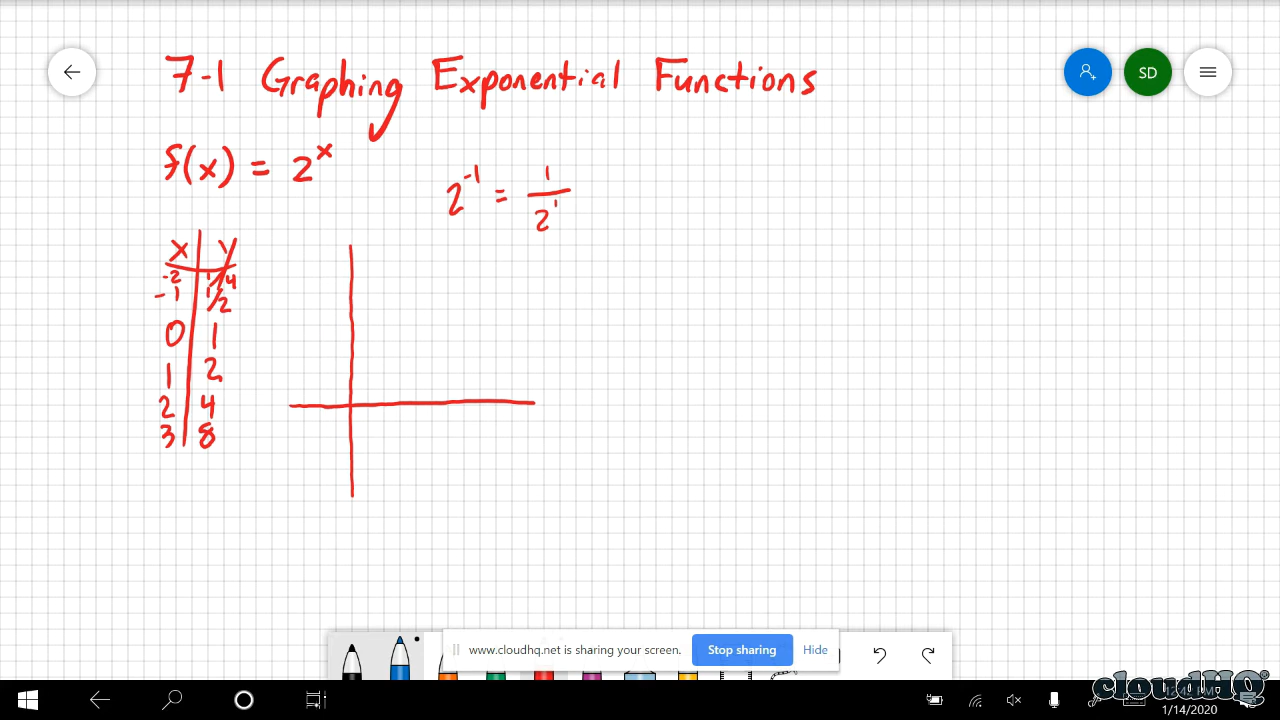 7-1 Graphing Exponential Functions
SD
f(x) = 2^x
2^-1 = 1/2^1
x y
-2 1/4
-1 1/2
0 1
1 2
2 4
3 8
www.cloudhq.net is sharing your screen. Stop sharing Hide
cloudHQ
1/14/2020